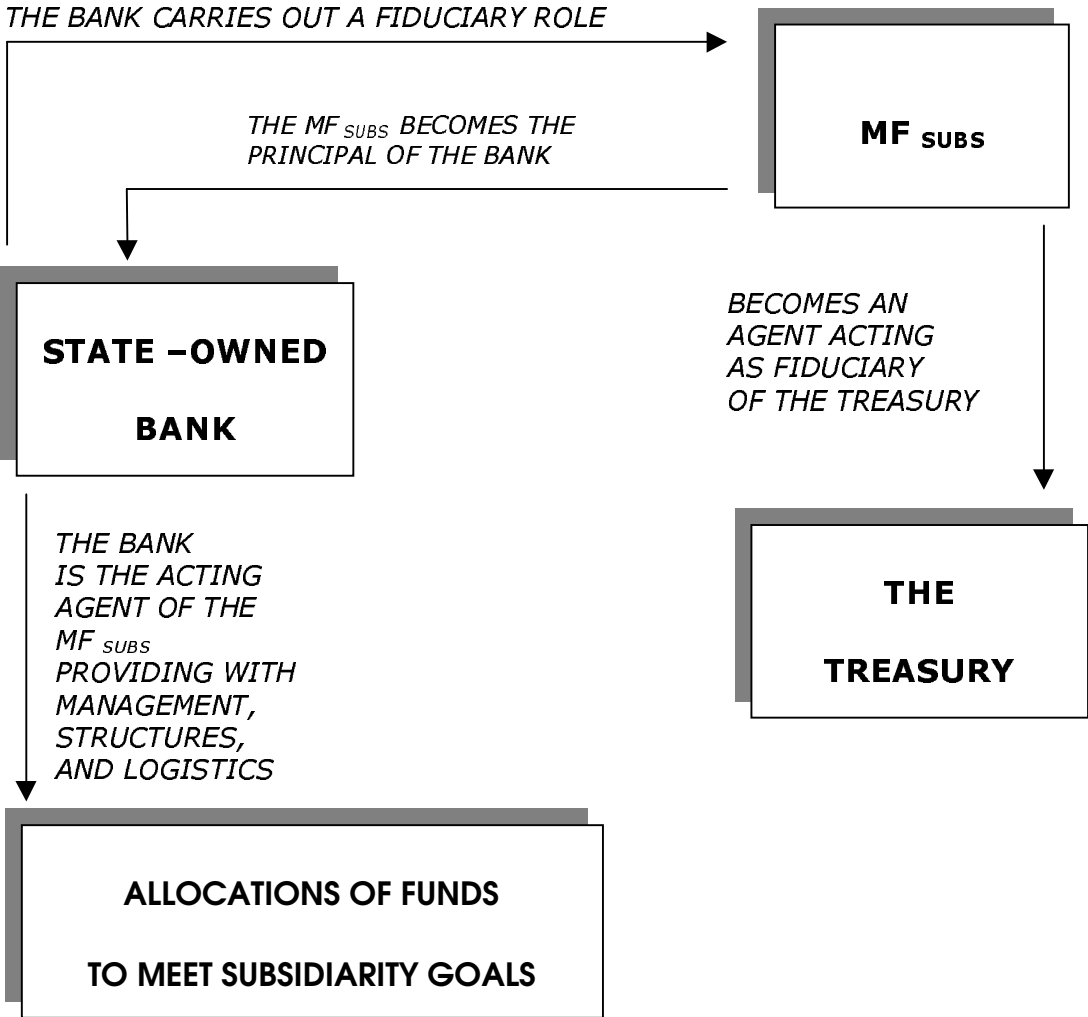 THE BANK CARRIES OUT A FIDUCIARY ROLE
THE MF SUBS BECOMES THE
PRINCIPAL OF THE BANK
MF SUBS
STATE –OWNED
BANK
BECOMES AN
AGENT ACTING
AS FIDUCIARY
OF THE TREASURY
THE BANK
IS THE ACTING
AGENT OF THE
MF SUBS
PROVIDING WITH
MANAGEMENT,
STRUCTURES,
AND LOGISTICS
THE
TREASURY
ALLOCATIONS OF FUNDS
TO MEET SUBSIDIARITY GOALS